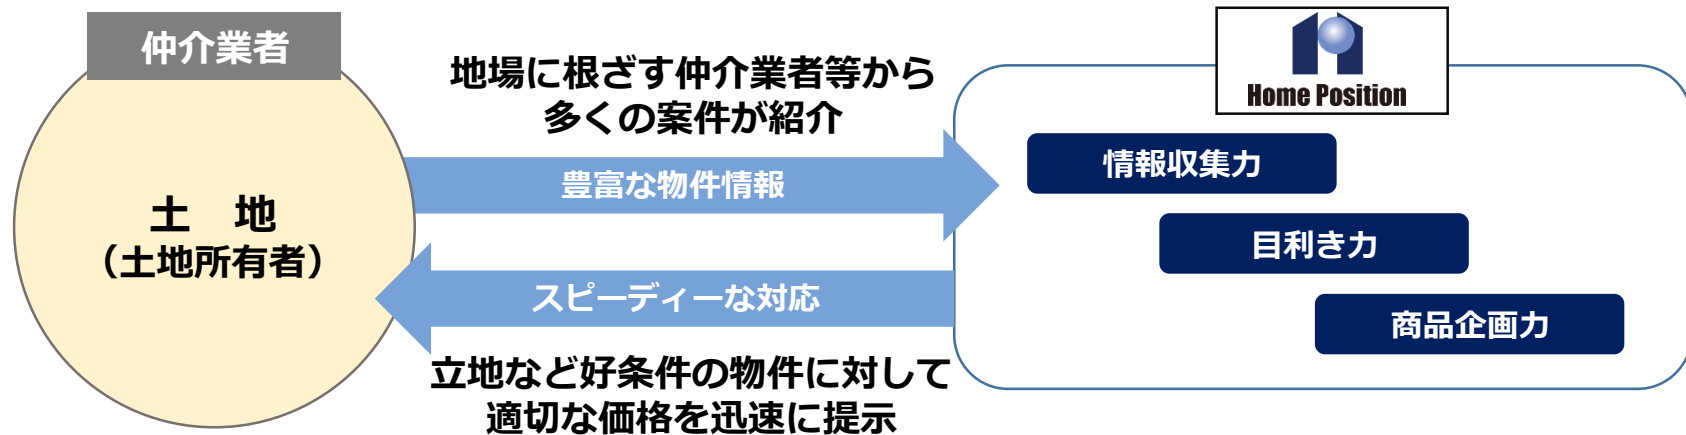 仲介業者
土　地
（土地所有者）
地場に根ざす仲介業者等から
多くの案件が紹介
豊富な物件情報
スピーディーな対応
立地など好条件の物件に対して
適切な価格を迅速に提示
Home Position
情報収集力
目利き力
商品企画力